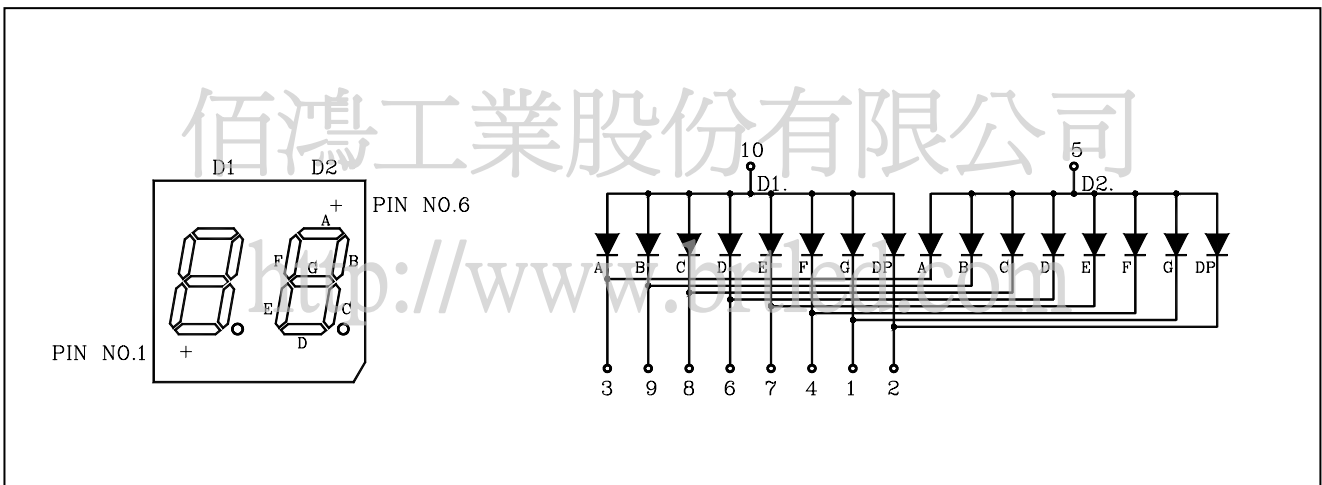 佰鴻工業股份有限公司
http://www.brtled.com
D1 D2
+ PIN NO.6
A
F B
G
E C
D
PIN NO.1 +
10 5
D1. D2.
A B C D E F G DP A B C D E F G DP
3 9 8 6 7 4 1 2